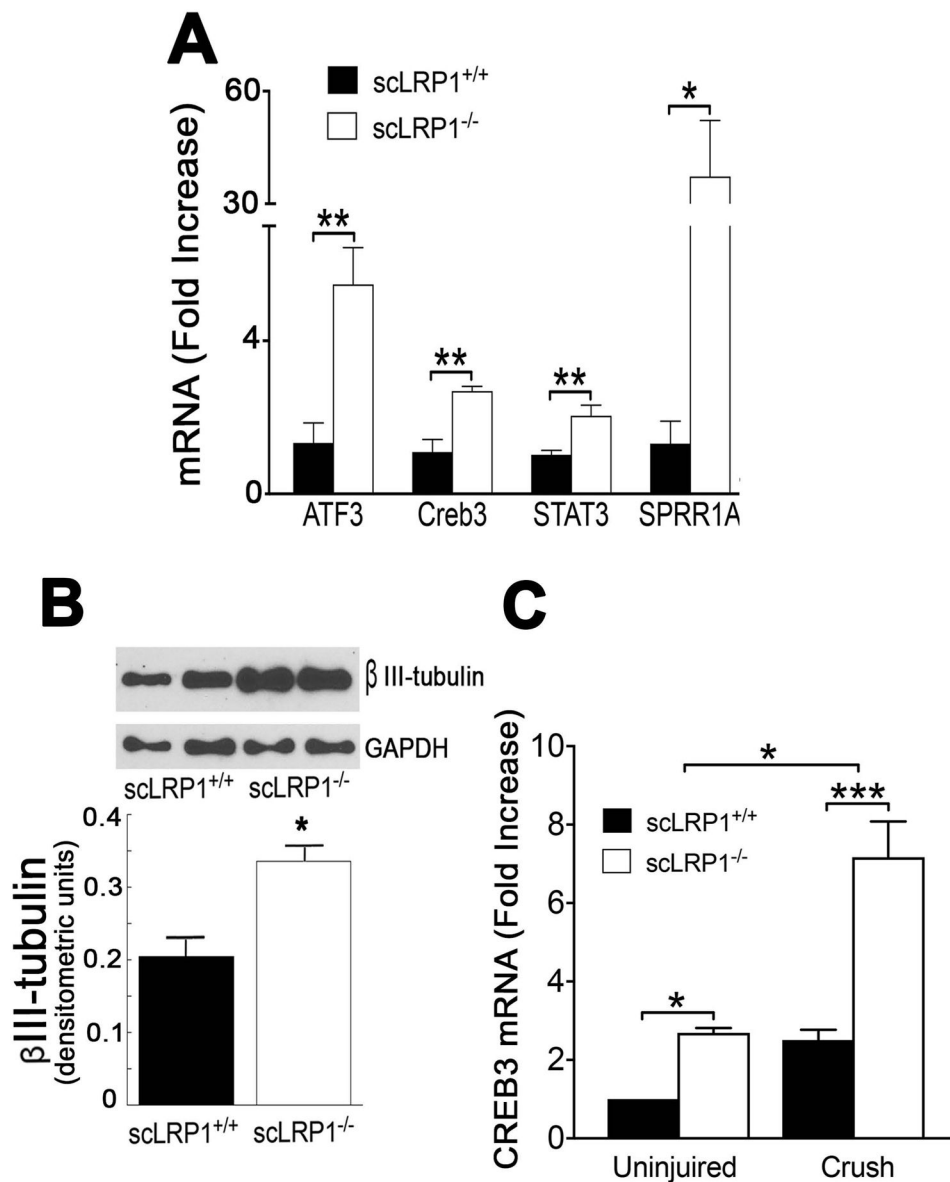 A
mRNA (Fold Increase)
60
30
4
0
scLRP1+/+
scLRP1-/-
**
**
**
*
ATF3 Creb3 STAT3 SPRR1A
B
β III-tubulin
GAPDH
scLRP1+/+ scLRP1-/-
βIII-tubulin
(densitometric units)
0.4
0.3
0.2
0.1
0
*
scLRP1+/+ scLRP1-/-
C
CREB3 mRNA (Fold Increase)
10
8
6
4
2
0
scLRP1+/+
scLRP1-/-
*
***
*
Uninjuired Crush